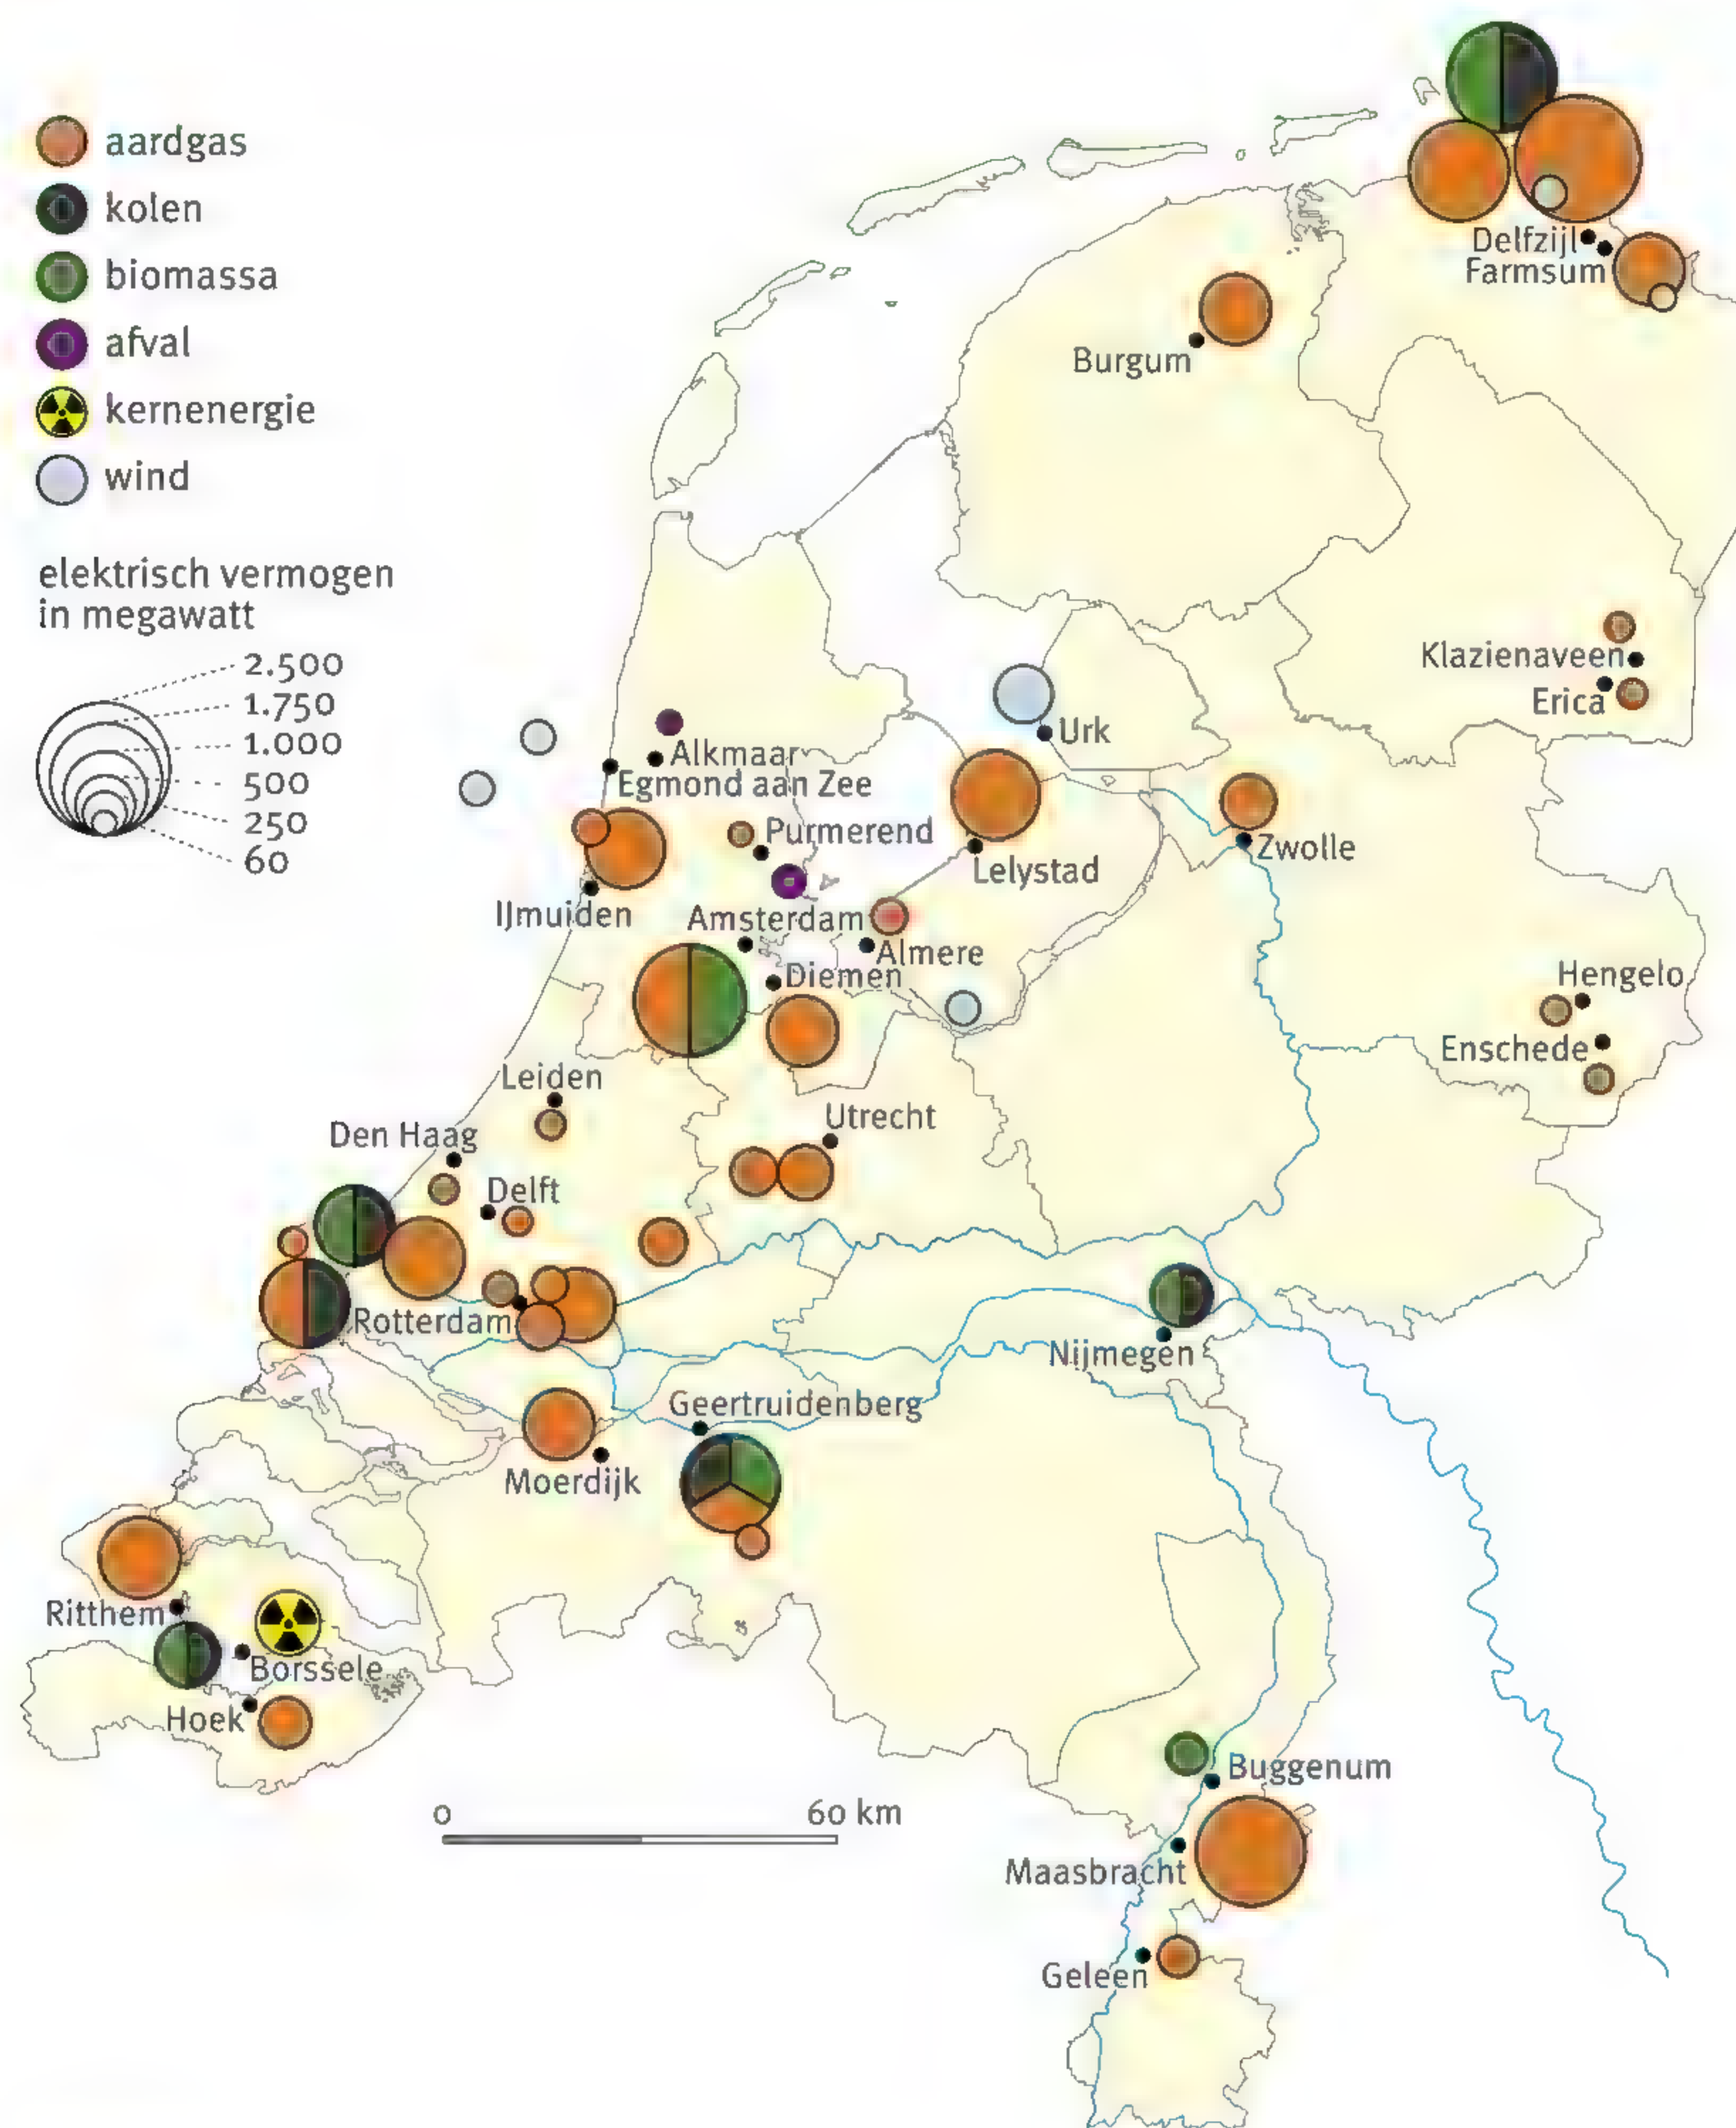 aardgas
kolen
biomassa
afval
kernenergie
wind
elektrisch vermogen
in megawatt
2.500
1.750
1.000
500
250
60
Delfzijl
Farmsum
Burgum
Klazienaveen
Erica
Urk
Alkmaar
Egmond aan Zee
Purmerend
Zwolle
Lelystad
IJmuiden
Amsterdam
Almere
Diemen
Hengelo
Enschede
Leiden
Utrecht
Den Haag
Delft
Rotterdam
Nijmegen
Geertruidenberg
Moerdijk
Ritthem
Borssele
Hoek
Buggenum
0 60 km
Maasbracht
Geleen